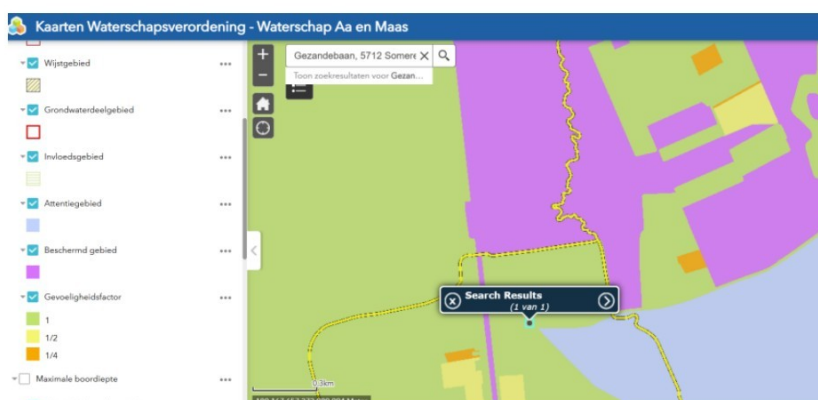 Kaarten Waterschapsverordening - Waterschap Aa en Maas
Wijstgebied
Grondwaterdeelgebied
Invloedsgebied
Attentiegebied
Beschermd gebied
Gevoeligheidsfactor
1
1/2
1/4
Maximale boordiepte
+
−
Gezandebaan, 5712 Somere
Toon zoekresultaten voor Gezan...
Search Results
(1 van 1)
0,3km